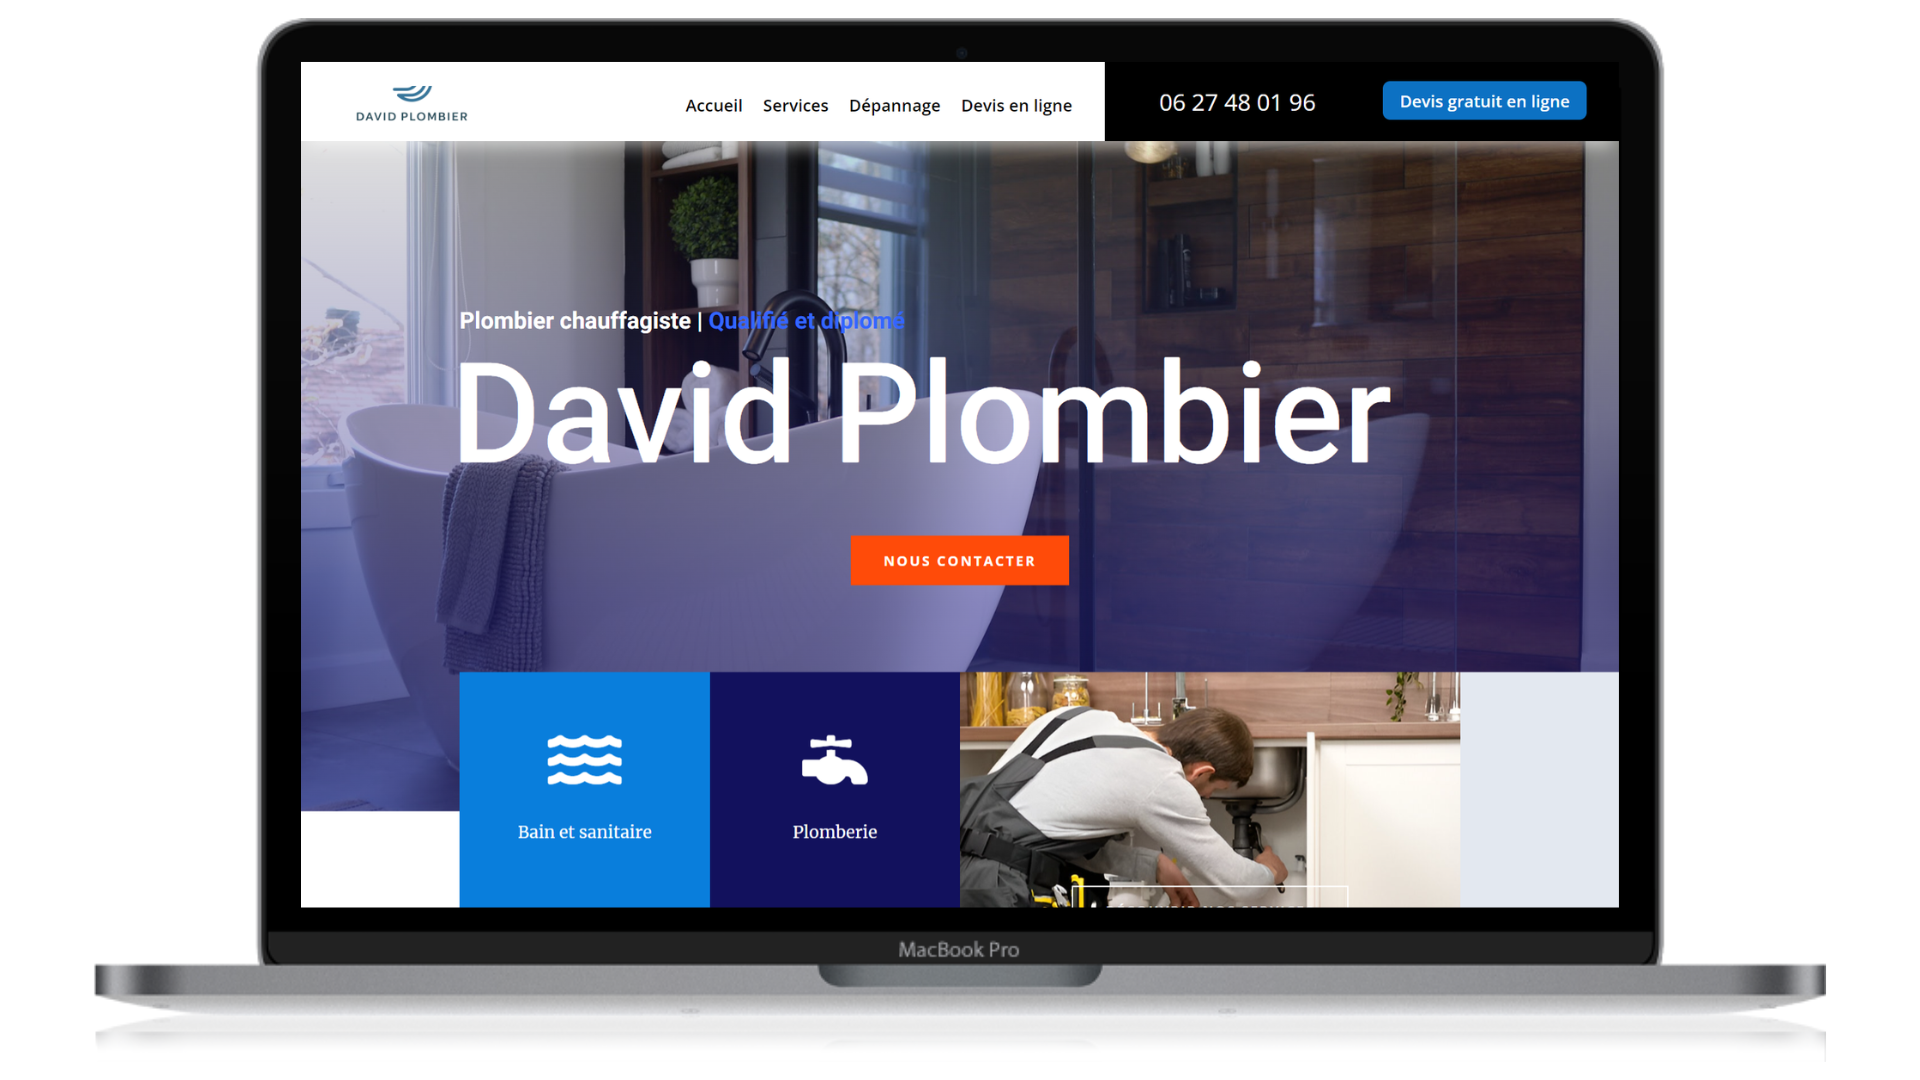 DAVID PLOMBIER
Accueil Services Dépannage Devis en ligne
06 27 48 01 96
Devis gratuit en ligne
Plombier chauffagiste | Qualifié et diplomé
David Plombier
NOUS CONTACTER
Bain et sanitaire
Plomberie
MacBook Pro